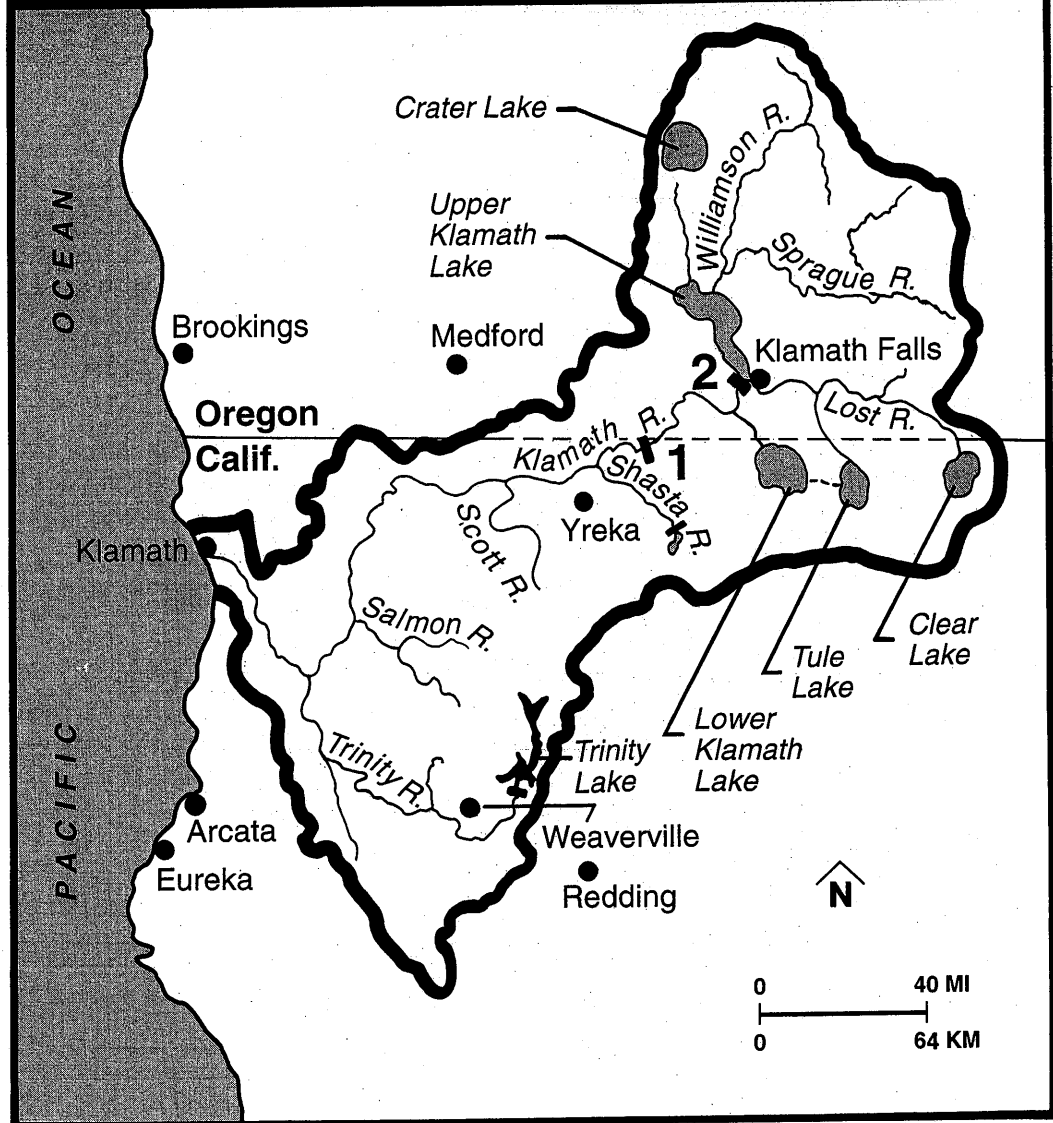 Crater Lake
Williamson R.
Upper
Klamath
Lake
Sprague R.
OCEAN
Brookings
Medford
Klamath Falls
2
Oregon
Calif.
Lost R.
Klamath R.
1
Shasta R.
Yreka
Scott R.
Klamath
Salmon R.
Clear
Lake
Tule
Lake
Lower
Klamath
Lake
Trinity
Lake
Trinity R.
PACIFIC
Arcata
Weaverville
Eureka
Redding
N
0 40 MI
0 64 KM